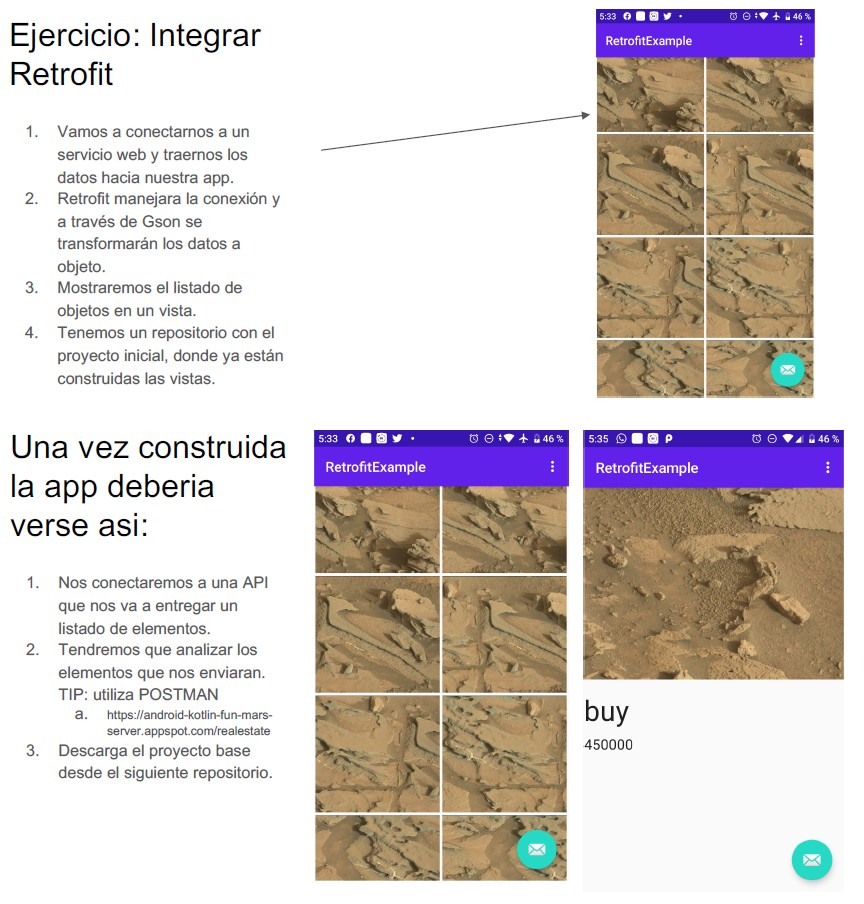 Ejercicio: Integrar
Retrofit
1. Vamos a conectarnos a un
servicio web y traernos los
datos hacia nuestra app.
2. Retrofit manejara la conexión y
a través de Gson se
transformarán los datos a
objeto.
3. Mostraremos el listado de
objetos en un vista.
4. Tenemos un repositorio con el
proyecto inicial, donde ya están
construidas las vistas.
5:33 46 %
RetrofitExample
Una vez construida
la app deberia
verse asi:
1. Nos conectaremos a una API
que nos va a entregar un
listado de elementos.
2. Tendremos que analizar los
elementos que nos enviaran.
TIP: utiliza POSTMAN
a. https://android-kotlin-fun-mars-
server.appspot.com/realestate
3. Descarga el proyecto base
desde el siguiente repositorio.
5:33 46 %
RetrofitExample
5:35 46 %
RetrofitExample
buy
450000